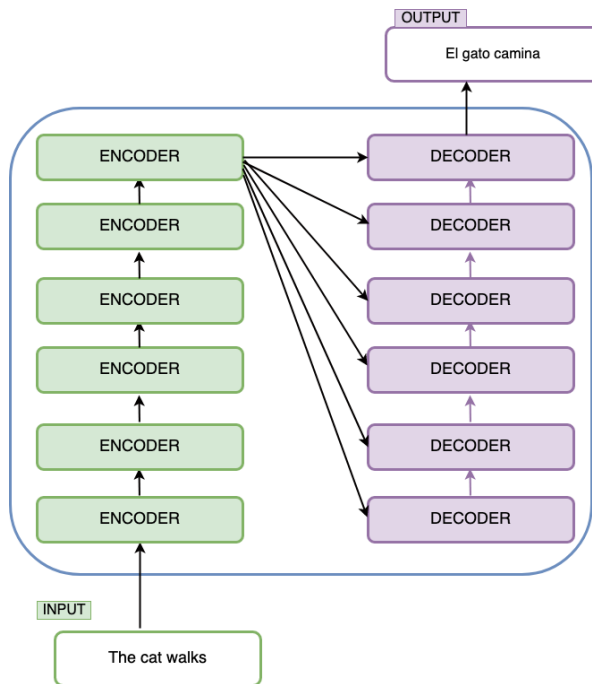 OUTPUT
El gato camina
ENCODER
DECODER
ENCODER
DECODER
ENCODER
DECODER
ENCODER
DECODER
ENCODER
DECODER
ENCODER
DECODER
INPUT
The cat walks